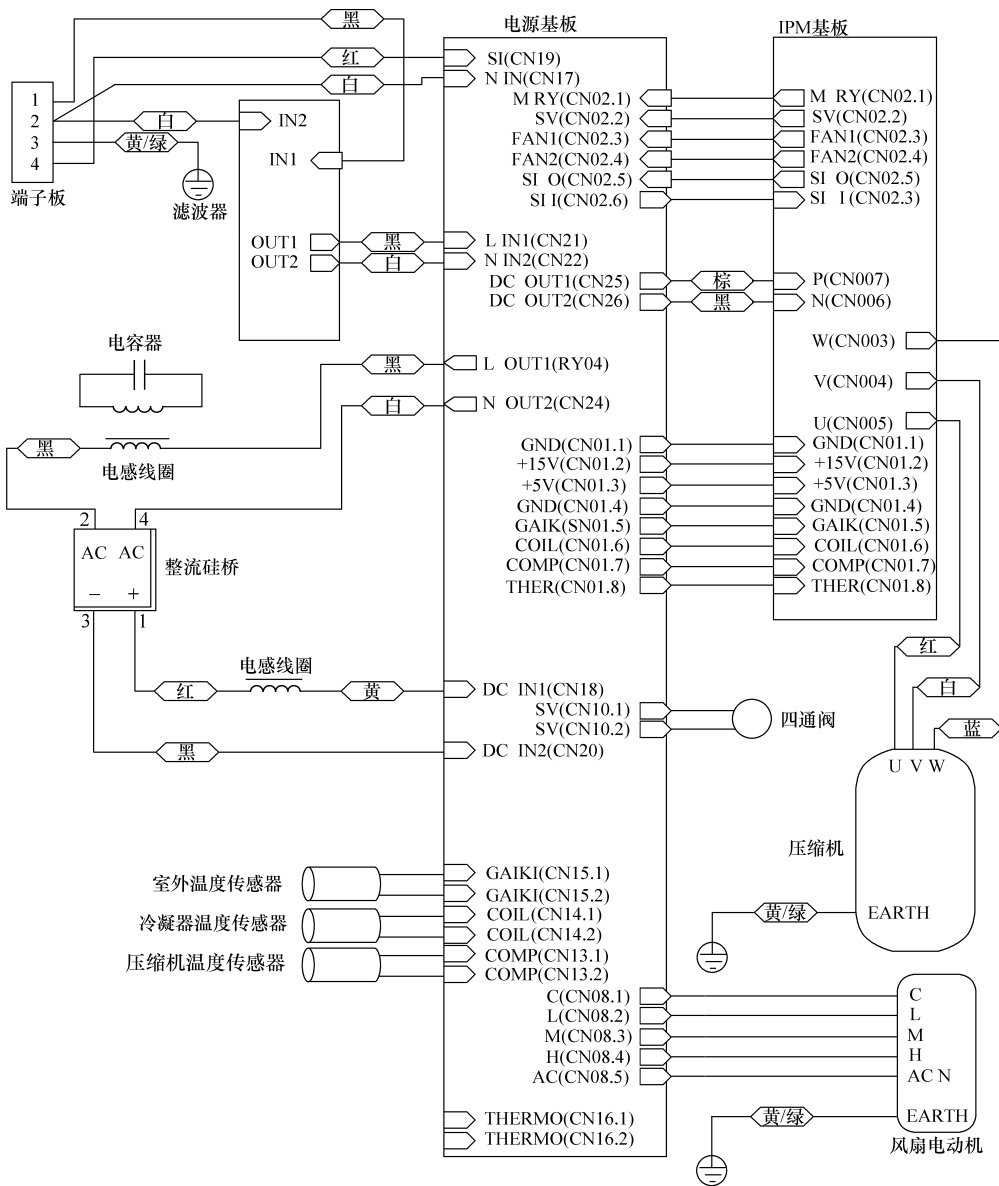 电源基板
IPM基板
黑
红
SI(CN19)
白
N IN(CN17)
1
2
3
4
端子板
白
黄/绿
滤波器
IN2
IN1
OUT1
OUT2
黑
白
M RY(CN02.1)
SV(CN02.2)
FAN1(CN02.3)
FAN2(CN02.4)
SI O(CN02.5)
SI I(CN02.6)
M RY(CN02.1)
SV(CN02.2)
FAN1(CN02.3)
FAN2(CN02.4)
SI O(CN02.5)
SI I(CN02.3)
L IN1(CN21)
N IN2(CN22)
DC OUT1(CN25)
DC OUT2(CN26)
棕
黑
P(CN007)
N(CN006)
W(CN003)
V(CN004)
U(CN005)
电容器
黑
L OUT1(RY04)
白
N OUT2(CN24)
黑
电感线圈
GND(CN01.1)
+15V(CN01.2)
+5V(CN01.3)
GND(CN01.4)
GAIK(SN01.5)
COIL(CN01.6)
COMP(CN01.7)
THER(CN01.8)
GND(CN01.1)
+15V(CN01.2)
+5V(CN01.3)
GND(CN01.4)
GAIK(CN01.5)
COIL(CN01.6)
COMP(CN01.7)
THER(CN01.8)
2
4
AC AC
− +
3
1
整流硅桥
电感线圈
红
黄
DC IN1(CN18)
SV(CN10.1)
SV(CN10.2)
黑
DC IN2(CN20)
四通阀
红
白
蓝
U V W
压缩机
黄/绿
EARTH
室外温度传感器
冷凝器温度传感器
压缩机温度传感器
GAIKI(CN15.1)
GAIKI(CN15.2)
COIL(CN14.1)
COIL(CN14.2)
COMP(CN13.1)
COMP(CN13.2)
C(CN08.1)
L(CN08.2)
M(CN08.3)
H(CN08.4)
AC(CN08.5)
C
L
M
H
AC N
黄/绿
EARTH
风扇电动机
THERMO(CN16.1)
THERMO(CN16.2)